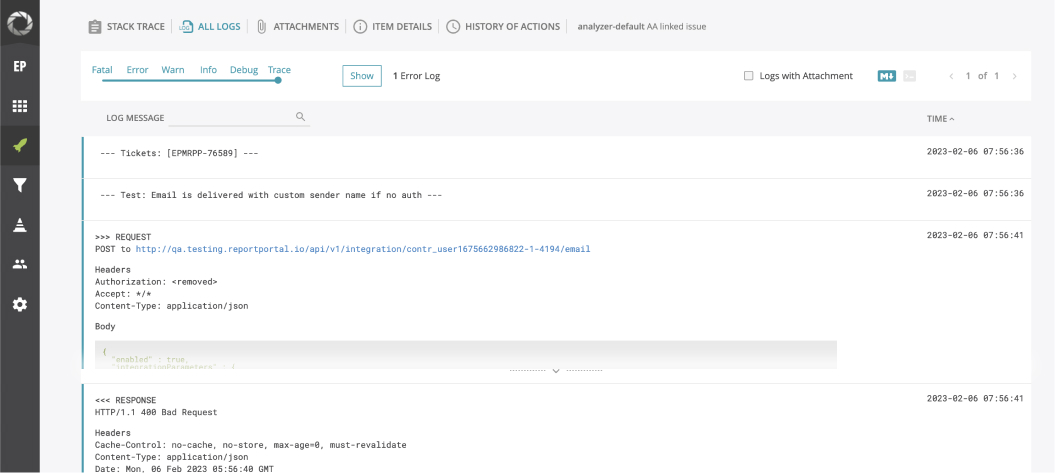 STACK TRACE ALL LOGS ATTACHMENTS ITEM DETAILS HISTORY OF ACTIONS analyzer-default AA linked issue
EP
Fatal Error Warn Info Debug Trace
Show 1 Error Log
Logs with Attachment
1 of 1
LOG MESSAGE
TIME
--- Tickets: [EPMRPP-76589] --- 2023-02-06 07:56:36
--- Test: Email is delivered with custom sender name if no auth --- 2023-02-06 07:56:36
>>> REQUEST 2023-02-06 07:56:41
POST to http://qa.testing.reportportal.io/api/v1/integration/contr_user1675662986822-1-4194/email
Headers
Authorization: <removed>
Accept: */*
Content-Type: application/json
Body
{
"enabled" : true,
"integrationParameters" : {
<<< RESPONSE 2023-02-06 07:56:41
HTTP/1.1 400 Bad Request
Headers
Cache-Control: no-cache, no-store, max-age=0, must-revalidate
Content-Type: application/json
Date: Mon, 06 Feb 2023 05:56:40 GMT